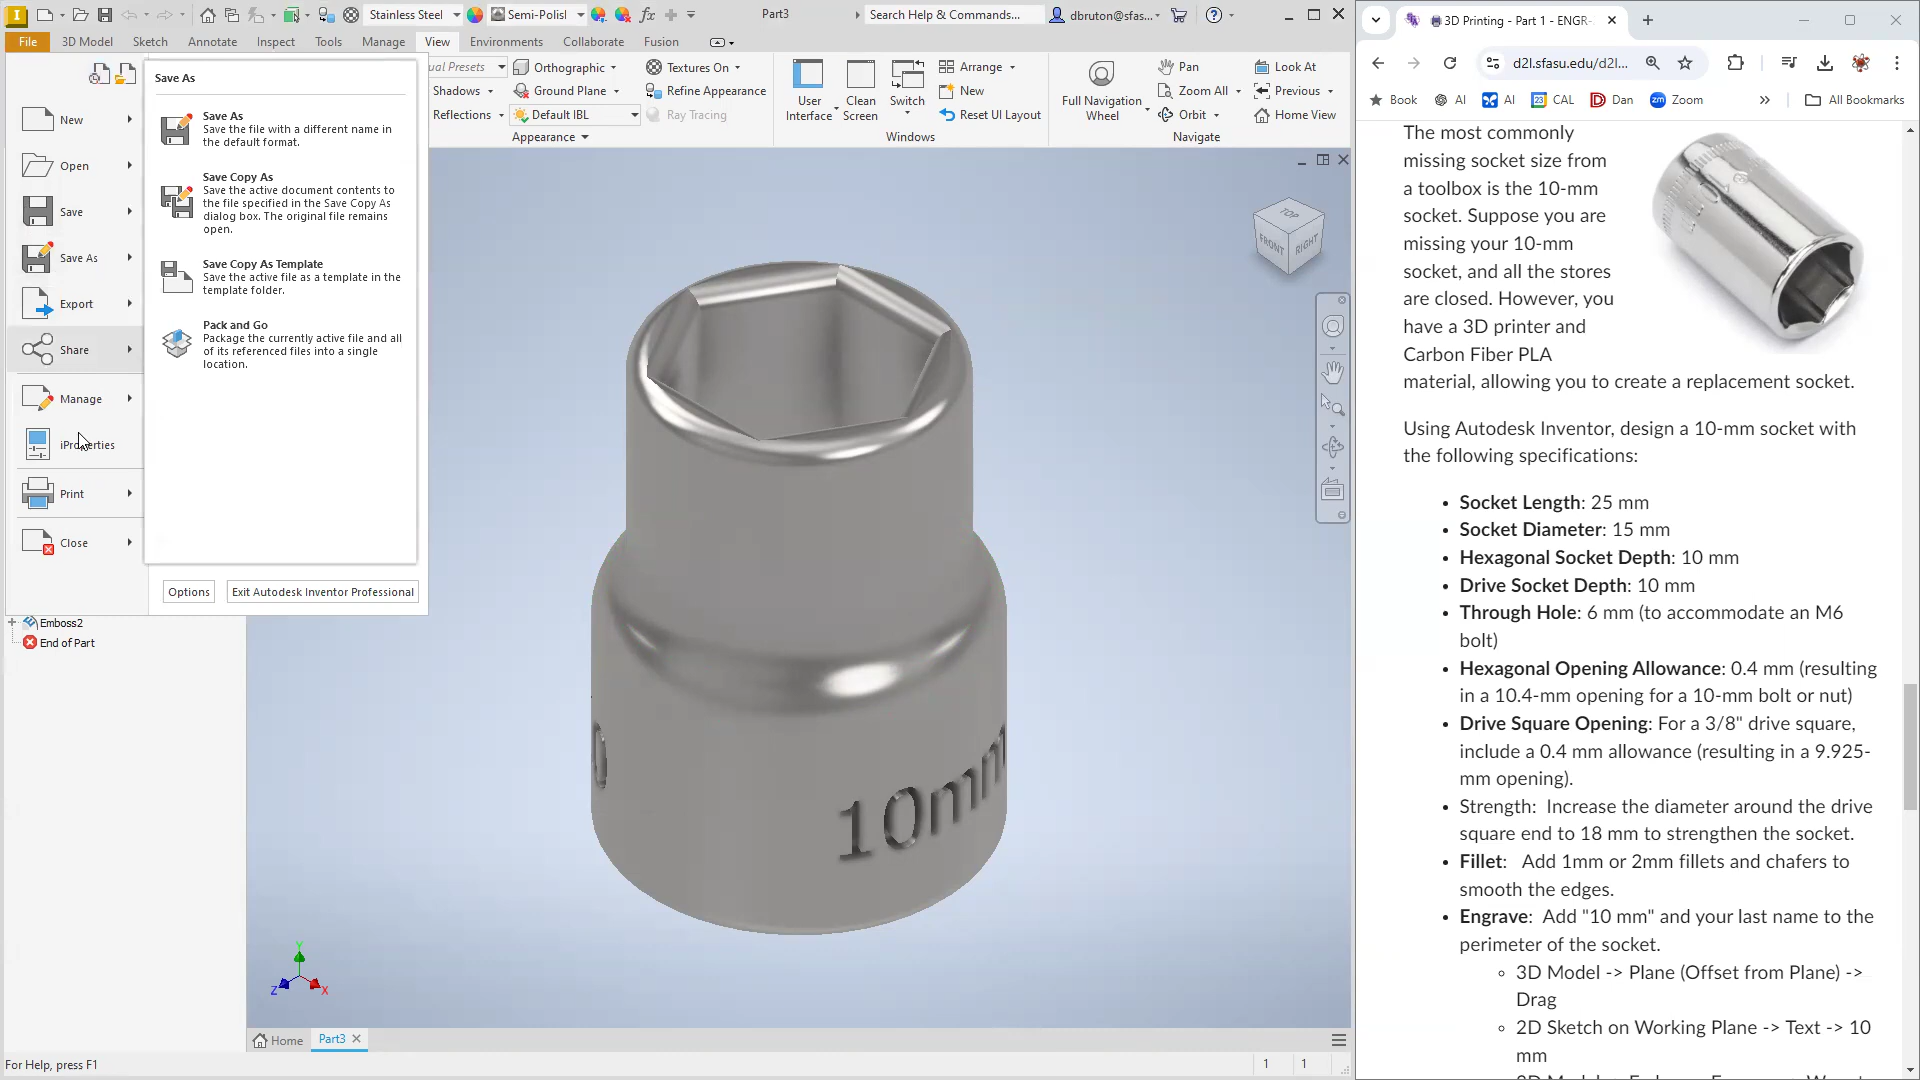 Stainless Steel
Semi-Polish
Part3
Search Help & Commands...
dbruton@sfas...
File
3D Model
Sketch
Annotate
Inspect
Tools
Manage
View
Environments
Collaborate
Fusion
Presets
Shadows
Reflections
Orthographic
Ground Plane
Default IBL
Textures On
Refine Appearance
Ray Tracing
Appearance
User
Interface
Clean
Screen
Switch
Arrange
New
Reset UI Layout
Windows
Full Navigation
Wheel
Pan
Zoom All
Orbit
Look At
Previous
Home View
Navigate
New
Open
Save
Save As
Export
Share
Manage
iProperties
Print
Close
Save As
Save As
Save the file with a different name in
the default format.
Save Copy As
Save the active document contents to
the file specified in the Save Copy As
dialog box. The original file remains
open.
Save Copy As Template
Save the active file as a template in the
template folder.
Pack and Go
Package the currently active file and all
of its referenced files into a single
location.
Options
Exit Autodesk Inventor Professional
Emboss2
End of Part
TOP
FRONT
RIGHT
10mm
Y
Z
X
Home
Part3
For Help, press F1
1
1
3D Printing - Part 1 - ENGR-
d2l.sfasu.edu/d2l...
Book
AI
AI
CAL
Dan
Zoom
All Bookmarks
The most commonly
missing socket size from
a toolbox is the 10-mm
socket. Suppose you are
missing your 10-mm
socket, and all the stores
are closed. However, you
have a 3D printer and
Carbon Fiber PLA
material, allowing you to create a replacement socket.
Using Autodesk Inventor, design a 10-mm socket with
the following specifications:
• Socket Length: 25 mm
• Socket Diameter: 15 mm
• Hexagonal Socket Depth: 10 mm
• Drive Socket Depth: 10 mm
• Through Hole: 6 mm (to accommodate an M6
bolt)
• Hexagonal Opening Allowance: 0.4 mm (resulting
in a 10.4-mm opening for a 10-mm bolt or nut)
• Drive Square Opening: For a 3/8" drive square,
include a 0.4 mm allowance (resulting in a 9.925-
mm opening).
• Strength: Increase the diameter around the drive
square end to 18 mm to strengthen the socket.
• Fillet: Add 1mm or 2mm fillets and chafers to
smooth the edges.
• Engrave: Add "10 mm" and your last name to the
perimeter of the socket.
◦ 3D Model -> Plane (Offset from Plane) ->
Drag
◦ 2D Sketch on Working Plane -> Text -> 10
mm